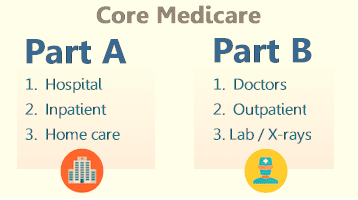 Core Medicare
Part A
1. Hospital
2. Inpatient
3. Home care
Part B
1. Doctors
2. Outpatient
3. Lab / X-rays